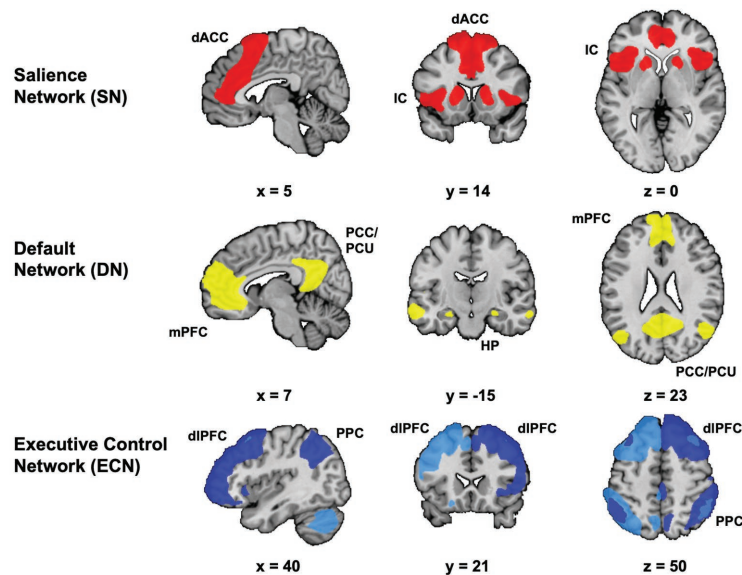 dACC
dACC
IC
Salience
Network (SN)
IC
x = 5
y = 14
z = 0
mPFC
Default
Network (DN)
PCC/
PCU
mPFC
HP
PCC/PCU
x = 7
y = -15
z = 23
Executive Control
Network (ECN)
dlPFC
PPC
dlPFC
dlPFC
dlPFC
PPC
x = 40
y = 21
z = 50